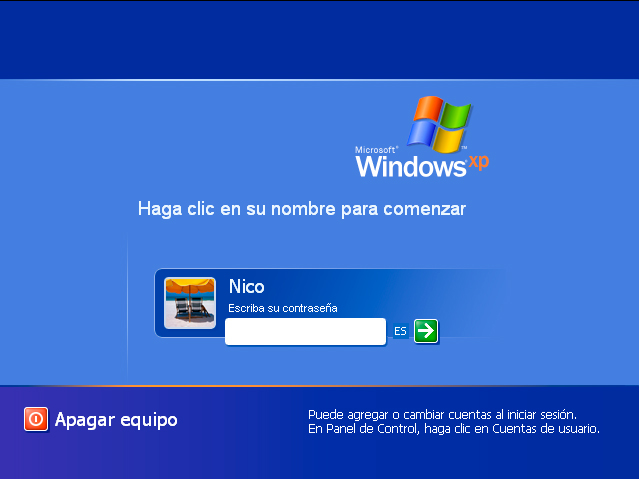 Microsoft®
Windows xp™
Haga clic en su nombre para comenzar
Nico
Escriba su contraseña
ES
Apagar equipo
Puede agregar o cambiar cuentas al iniciar sesión.
En Panel de Control, haga clic en Cuentas de usuario.